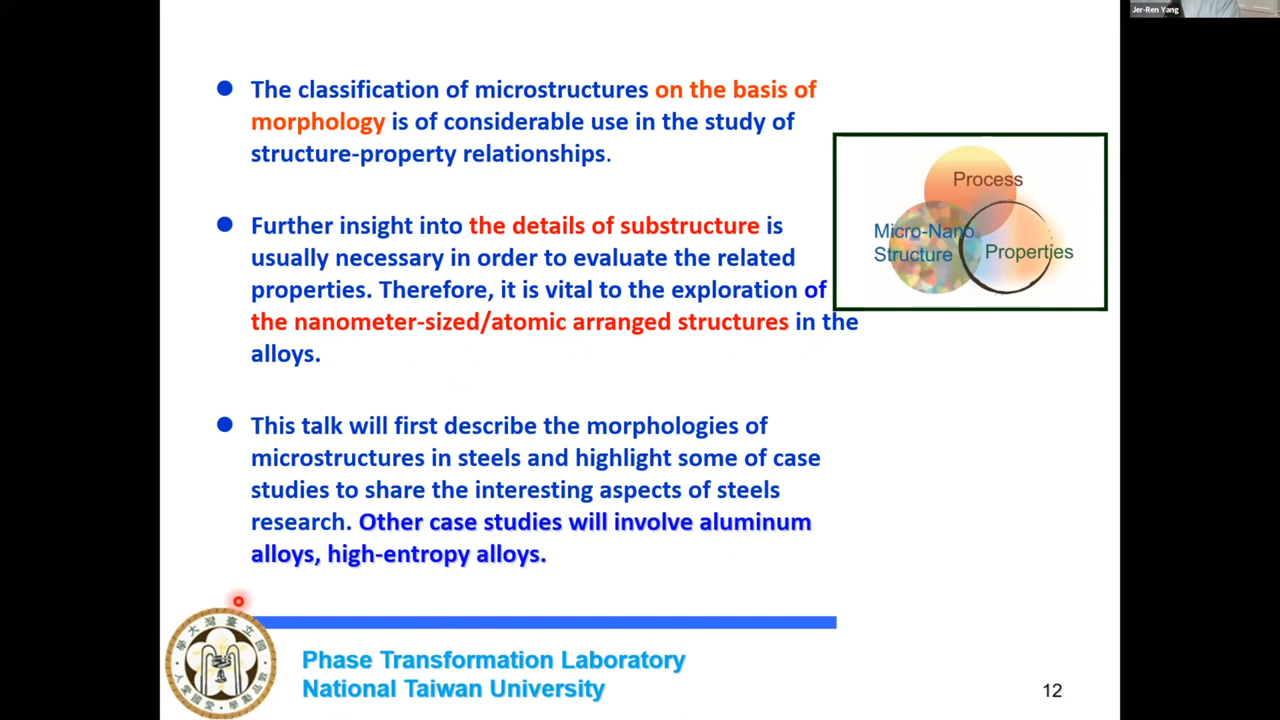 Jer-Ren Yang
The classification of microstructures on the basis of
morphology is of considerable use in the study of
structure-property relationships.
Process
Micro-Nano
Structure
Properties
Further insight into the details of substructure is
usually necessary in order to evaluate the related
properties. Therefore, it is vital to the exploration of
the nanometer-sized/atomic arranged structures in the
alloys.
This talk will first describe the morphologies of
microstructures in steels and highlight some of case
studies to share the interesting aspects of steels
research. Other case studies will involve aluminum
alloys, high-entropy alloys.
Phase Transformation Laboratory
National Taiwan University
12